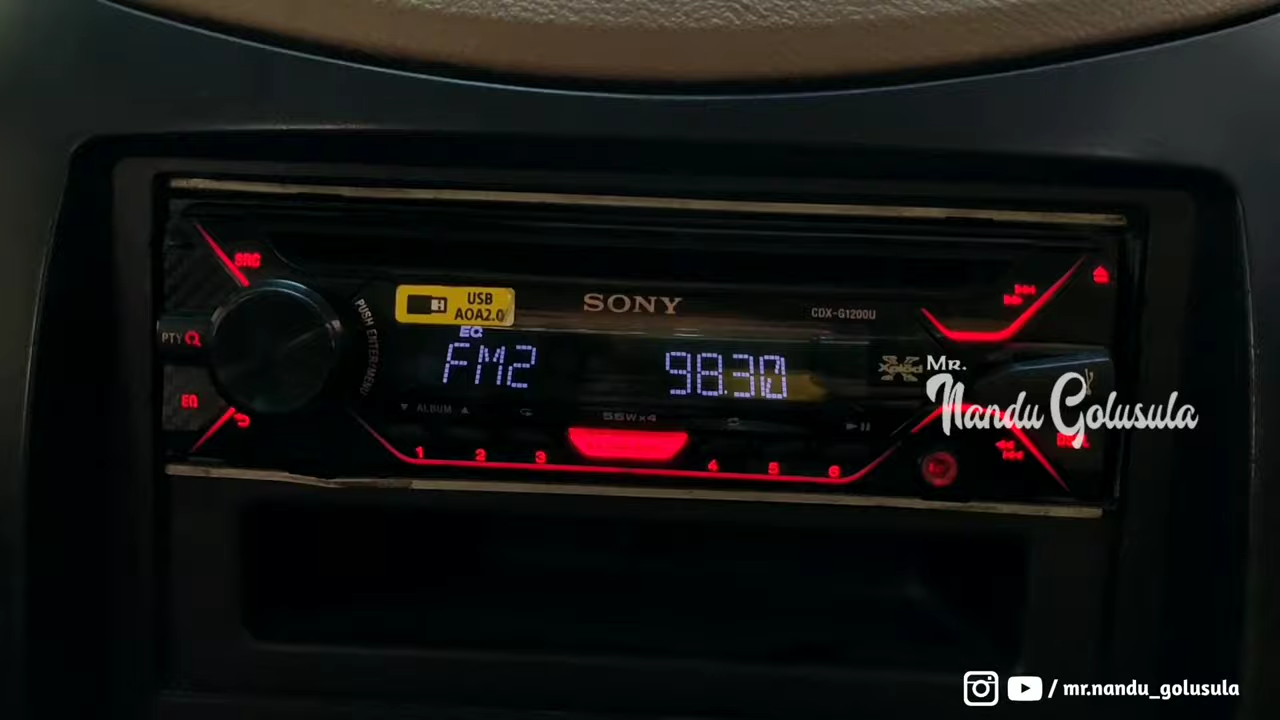 SRC
PTY
EQ
PUSH ENTER/MENU
USB
AOA2.0
SONY
CDX-G1200U
EQ
FM2 98.30
Xplod
ALBUM
55W×4
1 2 3 4 5 6
MR.
Nandu Golusula
/ mr.nandu_golusula